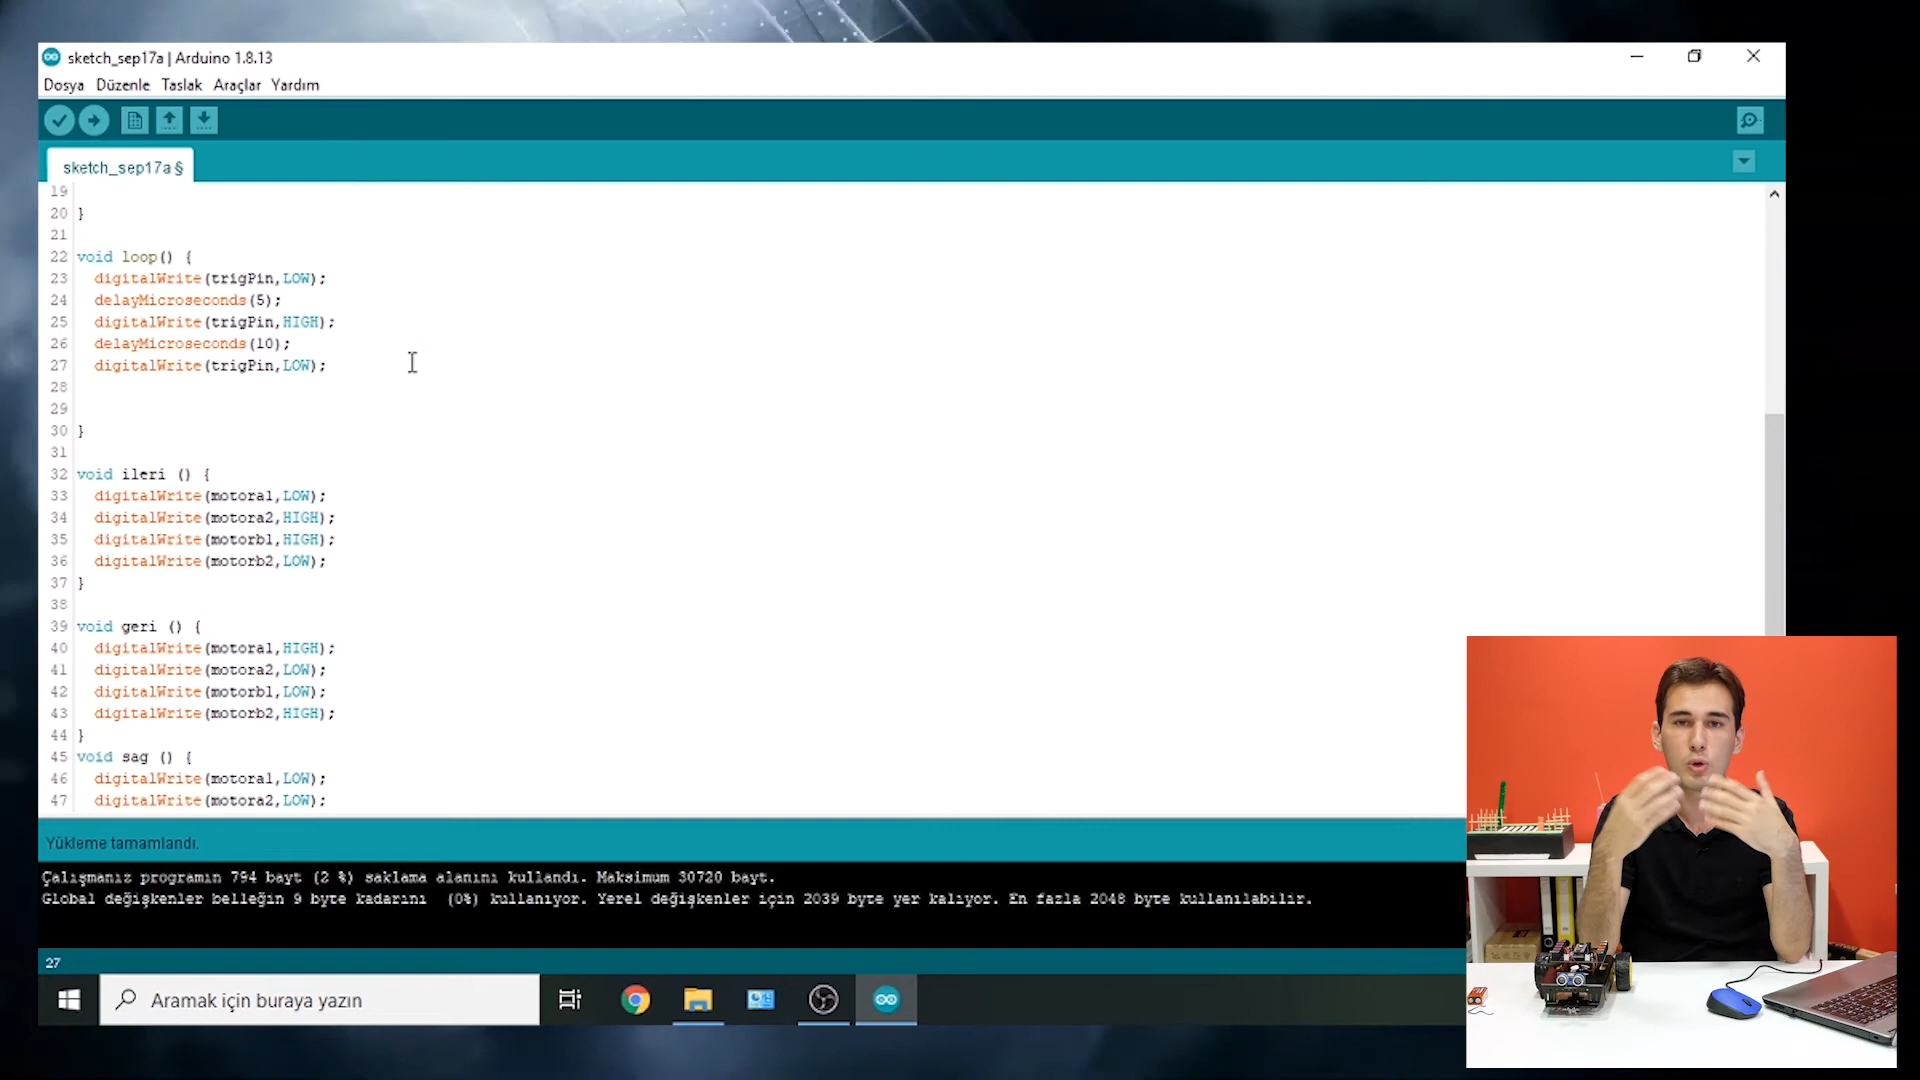 sketch_sep17a | Arduino 1.8.13
Dosya Düzenle Taslak Araçlar Yardım
sketch_sep17a §
19
20 }
21
22 void loop() {
23 digitalWrite(trigPin,LOW);
24 delayMicroseconds(5);
25 digitalWrite(trigPin,HIGH);
26 delayMicroseconds(10);
27 digitalWrite(trigPin,LOW);
28
29
30 }
31
32 void ileri () {
33 digitalWrite(motora1,LOW);
34 digitalWrite(motora2,HIGH);
35 digitalWrite(motorb1,HIGH);
36 digitalWrite(motorb2,LOW);
37 }
38
39 void geri () {
40 digitalWrite(motora1,HIGH);
41 digitalWrite(motora2,LOW);
42 digitalWrite(motorb1,LOW);
43 digitalWrite(motorb2,HIGH);
44 }
45 void sag () {
46 digitalWrite(motora1,LOW);
47 digitalWrite(motora2,LOW);
Yükleme tamamlandı.
Çalışmanız programın 794 bayt (2 %) saklama alanını kullandı. Maksimum 30720 bayt.
Global değişkenler belleğin 9 byte kadarını (0%) kullanıyor. Yerel değişkenler için 2039 byte yer kalıyor. En fazla 2048 byte kullanılabilir.
27
Aramak için buraya yazın